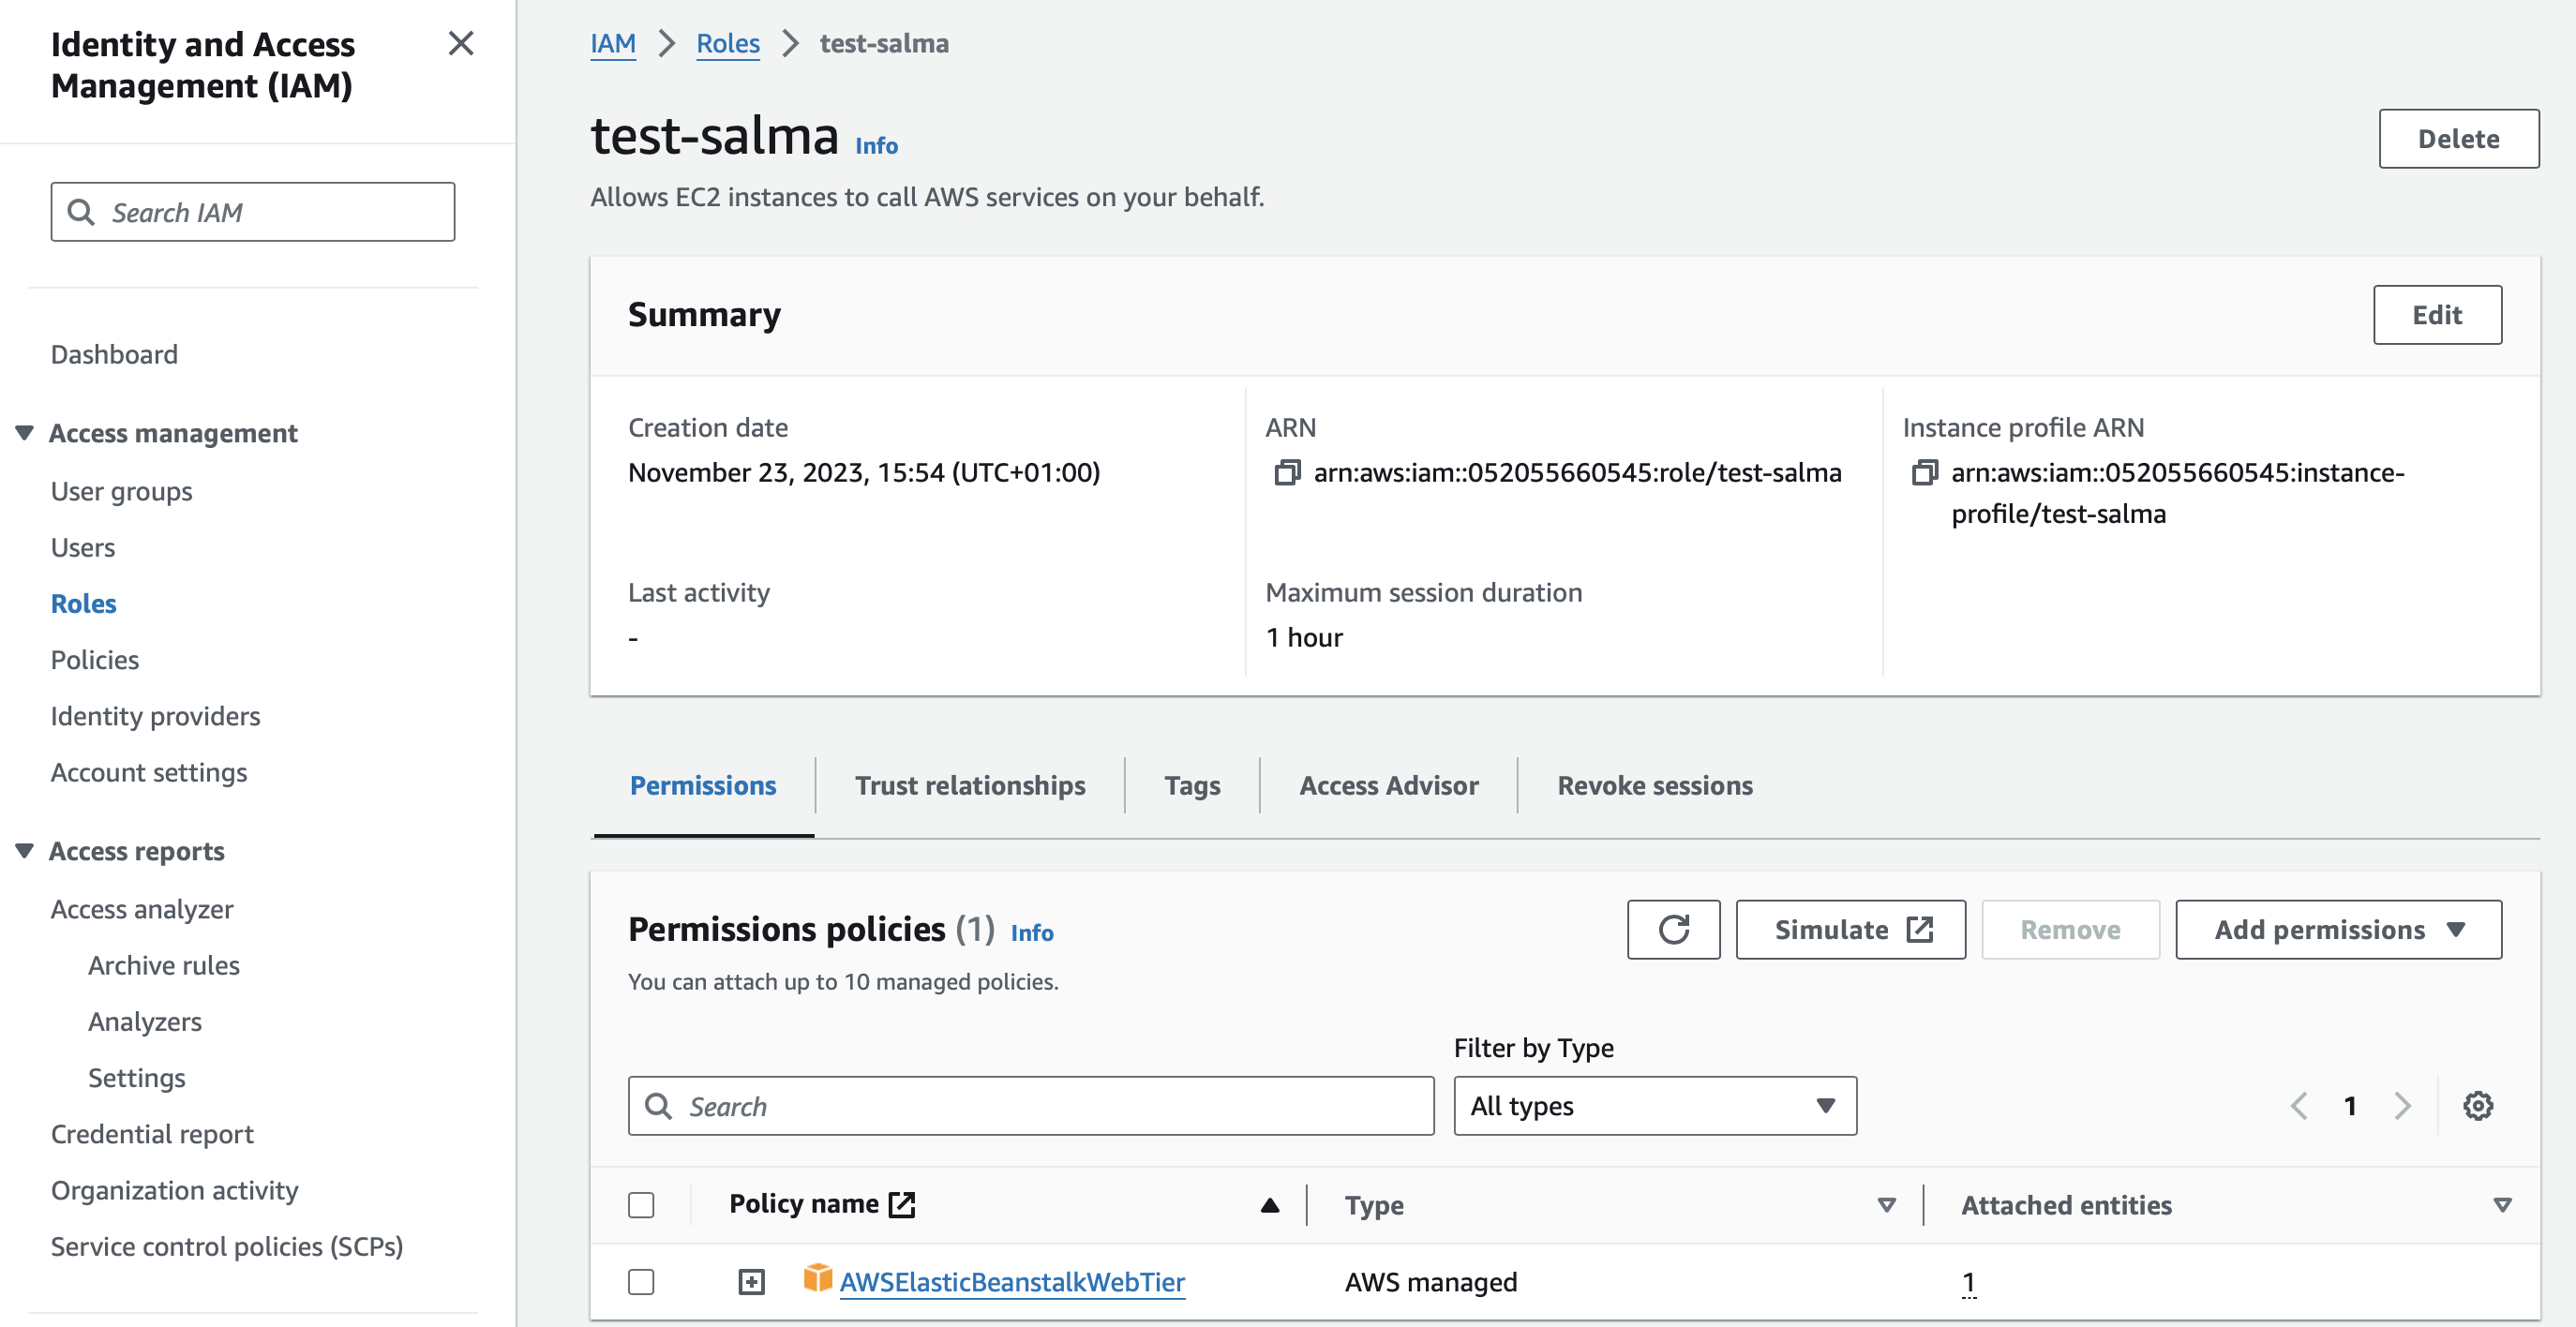 Identity and Access
Management (IAM)
Search IAM
Dashboard
Access management
User groups
Users
Roles
Policies
Identity providers
Account settings
Access reports
Access analyzer
Archive rules
Analyzers
Settings
Credential report
Organization activity
Service control policies (SCPs)
IAM > Roles > test-salma
test-salma Info
Delete
Allows EC2 instances to call AWS services on your behalf.
Summary
Edit
Creation date
November 23, 2023, 15:54 (UTC+01:00)
ARN
arn:aws:iam::052055660545:role/test-salma
Instance profile ARN
arn:aws:iam::052055660545:instance-
profile/test-salma
Last activity
-
Maximum session duration
1 hour
Permissions Trust relationships Tags Access Advisor Revoke sessions
Permissions policies (1) Info
Simulate Remove Add permissions
You can attach up to 10 managed policies.
Filter by Type
Search All types 1
Policy name Type Attached entities
AWSElasticBeanstalkWebTier AWS managed 1